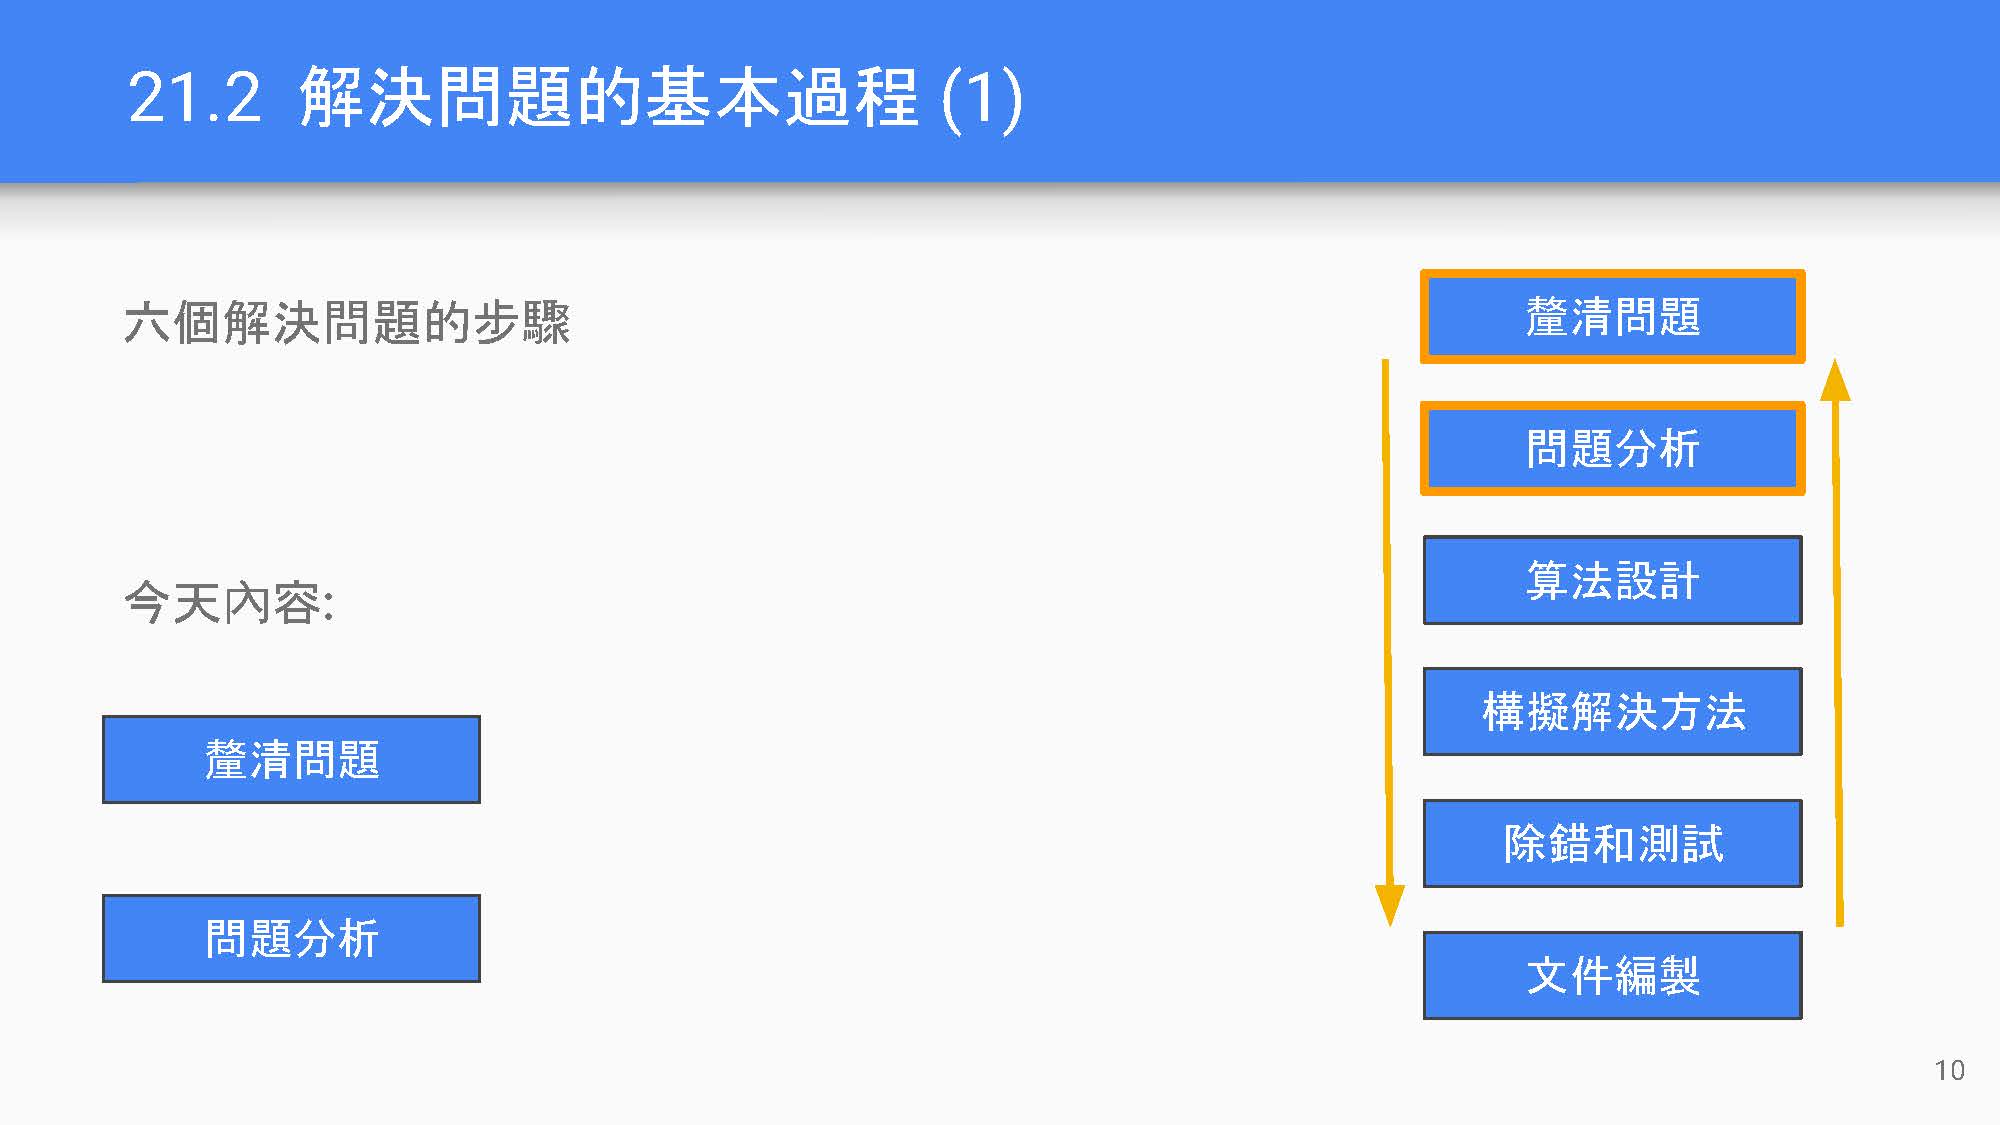 21.2 解決問題的基本過程 (1)
六個解決問題的步驟
今天內容:
釐清問題
問題分析
釐清問題
問題分析
算法設計
構擬解決方法
除錯和測試
文件編製
10